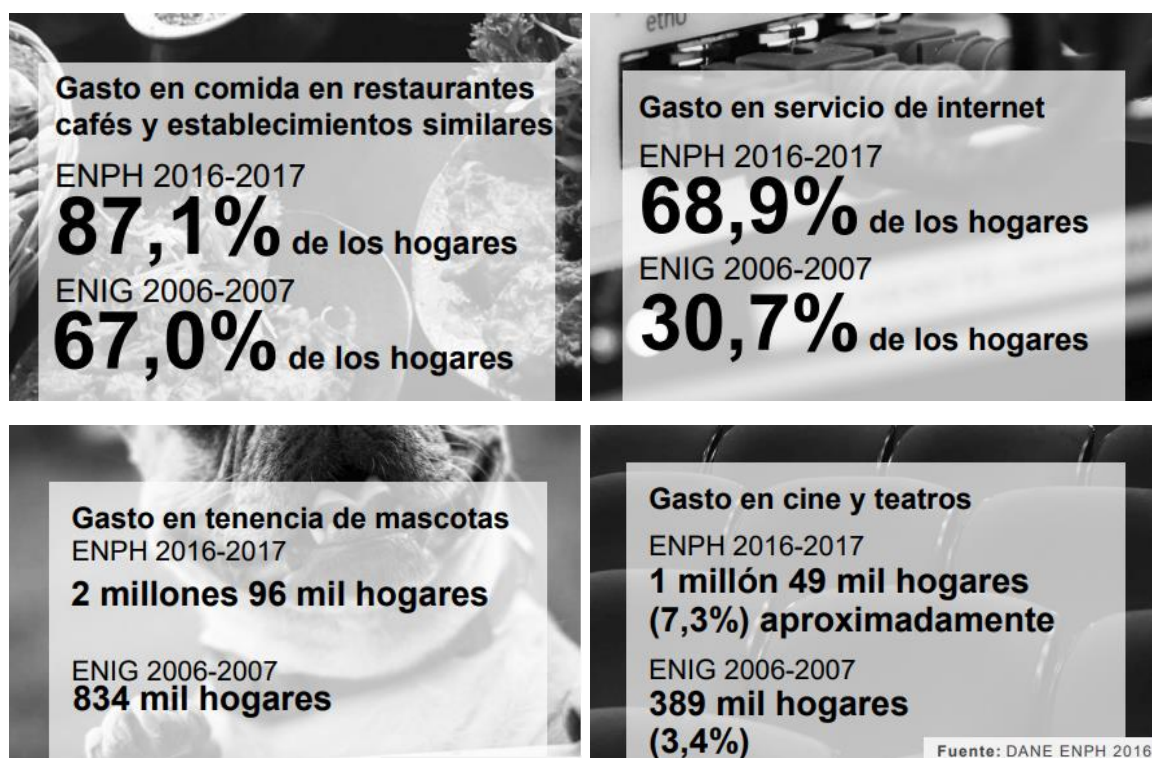 Gasto en comida en restaurantes
cafés y establecimientos similares
ENPH 2016-2017
87,1% de los hogares
ENIG 2006-2007
67,0% de los hogares
etho
Gasto en servicio de internet
ENPH 2016-2017
68,9% de los hogares
ENIG 2006-2007
30,7% de los hogares
Gasto en tenencia de mascotas
ENPH 2016-2017
2 millones 96 mil hogares
ENIG 2006-2007
834 mil hogares
Gasto en cine y teatros
ENPH 2016-2017
1 millón 49 mil hogares
(7,3%) aproximadamente
ENIG 2006-2007
389 mil hogares
(3,4%)
Fuente: DANE ENPH 2016